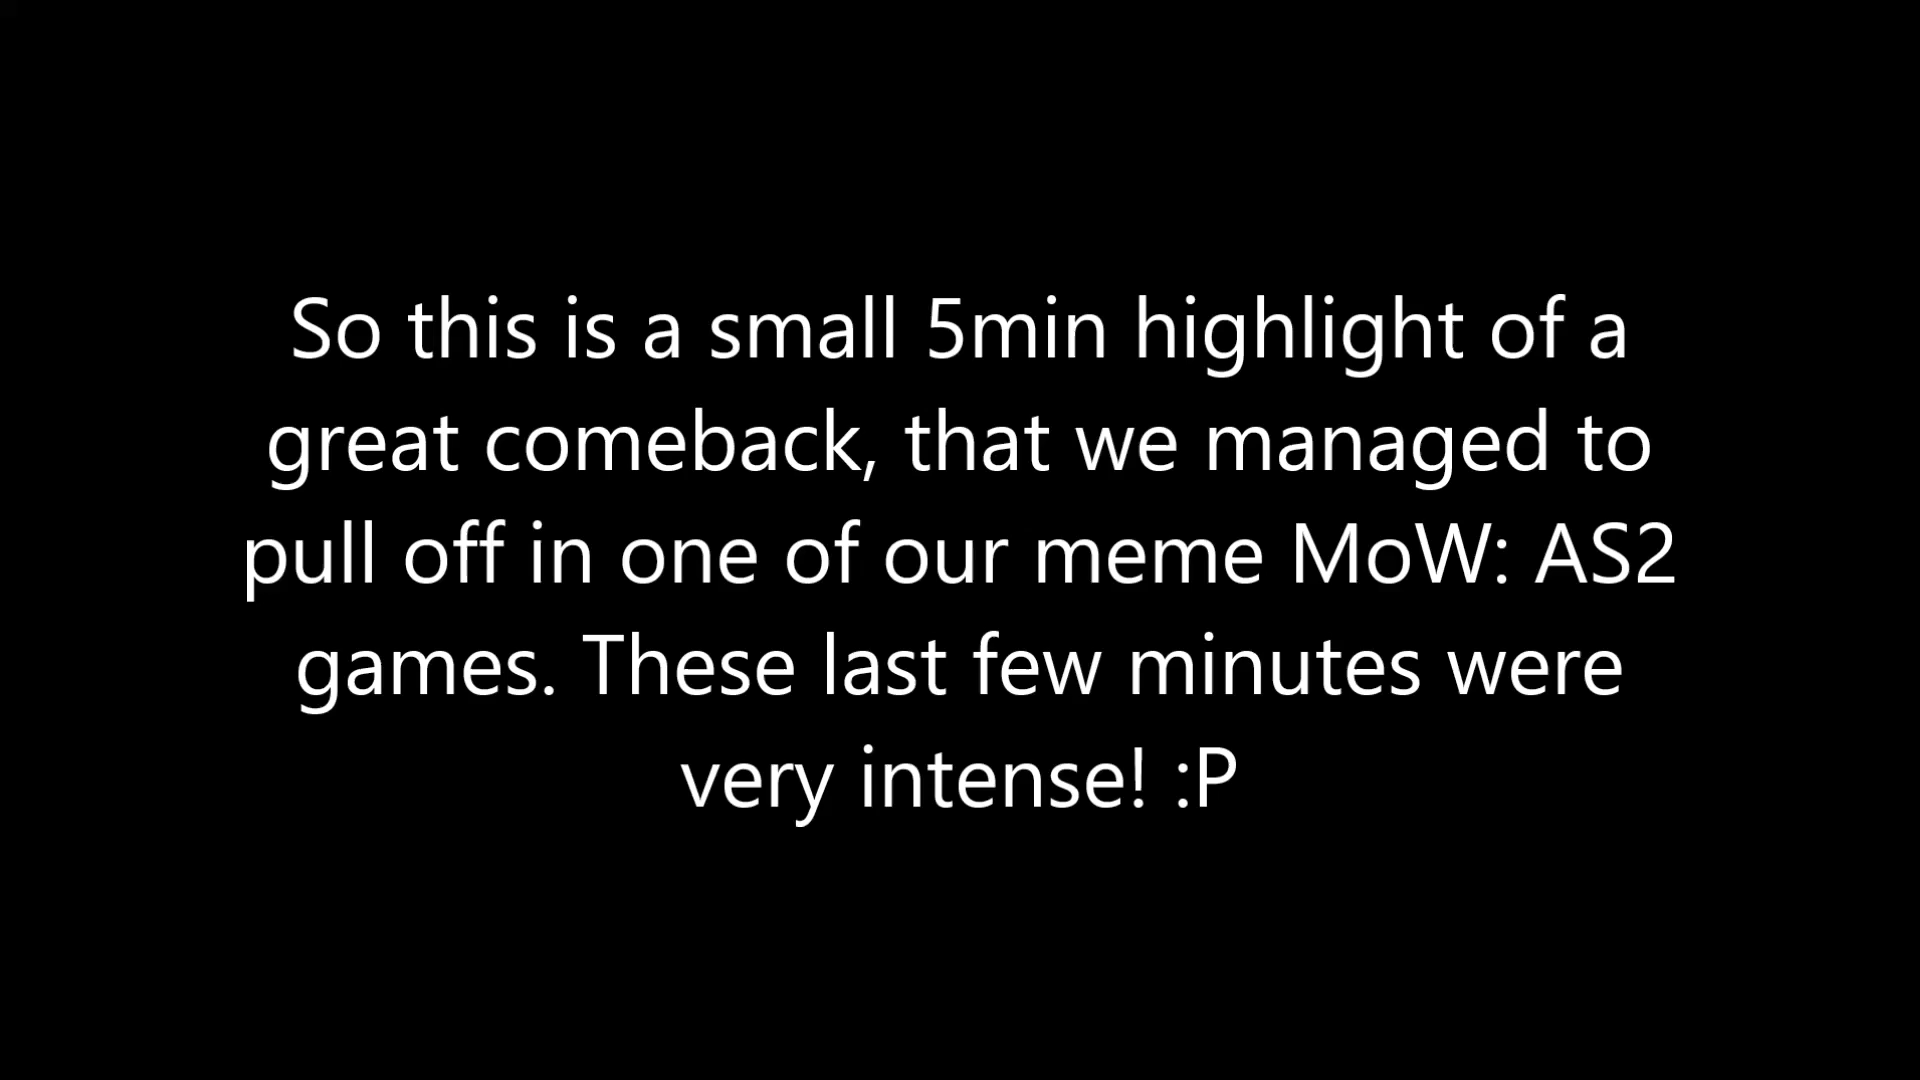 So this is a small 5min highlight of a
great comeback, that we managed to
pull off in one of our meme MoW: AS2
games. These last few minutes were
very intense! :P